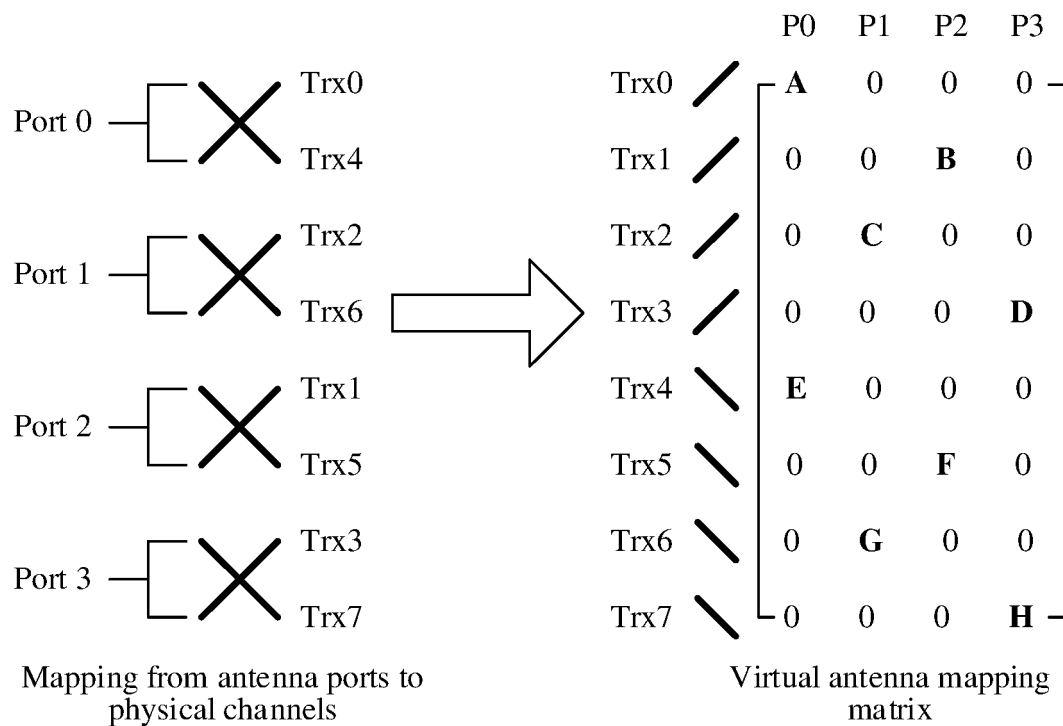 P0 P1 P2 P3
Port 0
Trx0
Trx4
Port 1
Trx2
Trx6
Port 2
Trx1
Trx5
Port 3
Trx3
Trx7
Trx0 A 0 0 0
Trx1 0 0 B 0
Trx2 0 C 0 0
Trx3 0 0 0 D
Trx4 E 0 0 0
Trx5 0 0 F 0
Trx6 0 G 0 0
Trx7 0 0 0 H
Mapping from antenna ports to
physical channels
Virtual antenna mapping
matrix